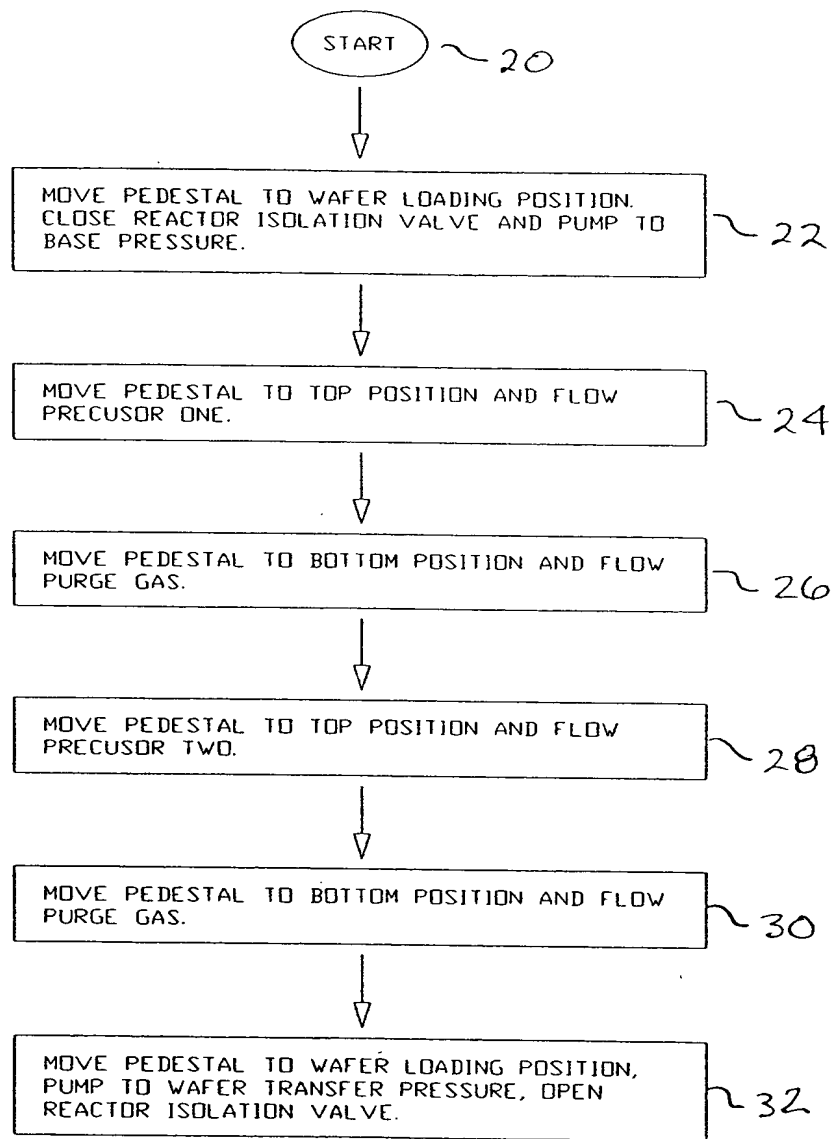 START
20
MOVE PEDESTAL TO WAFER LOADING POSITION.
CLOSE REACTOR ISOLATION VALVE AND PUMP TO
BASE PRESSURE.
22
MOVE PEDESTAL TO TOP POSITION AND FLOW
PRECUSOR ONE.
24
MOVE PEDESTAL TO BOTTOM POSITION AND FLOW
PURGE GAS.
26
MOVE PEDESTAL TO TOP POSITION AND FLOW
PRECUSOR TWO.
28
MOVE PEDESTAL TO BOTTOM POSITION AND FLOW
PURGE GAS.
30
MOVE PEDESTAL TO WAFER LOADING POSITION,
PUMP TO WAFER TRANSFER PRESSURE, OPEN
REACTOR ISOLATION VALVE.
32